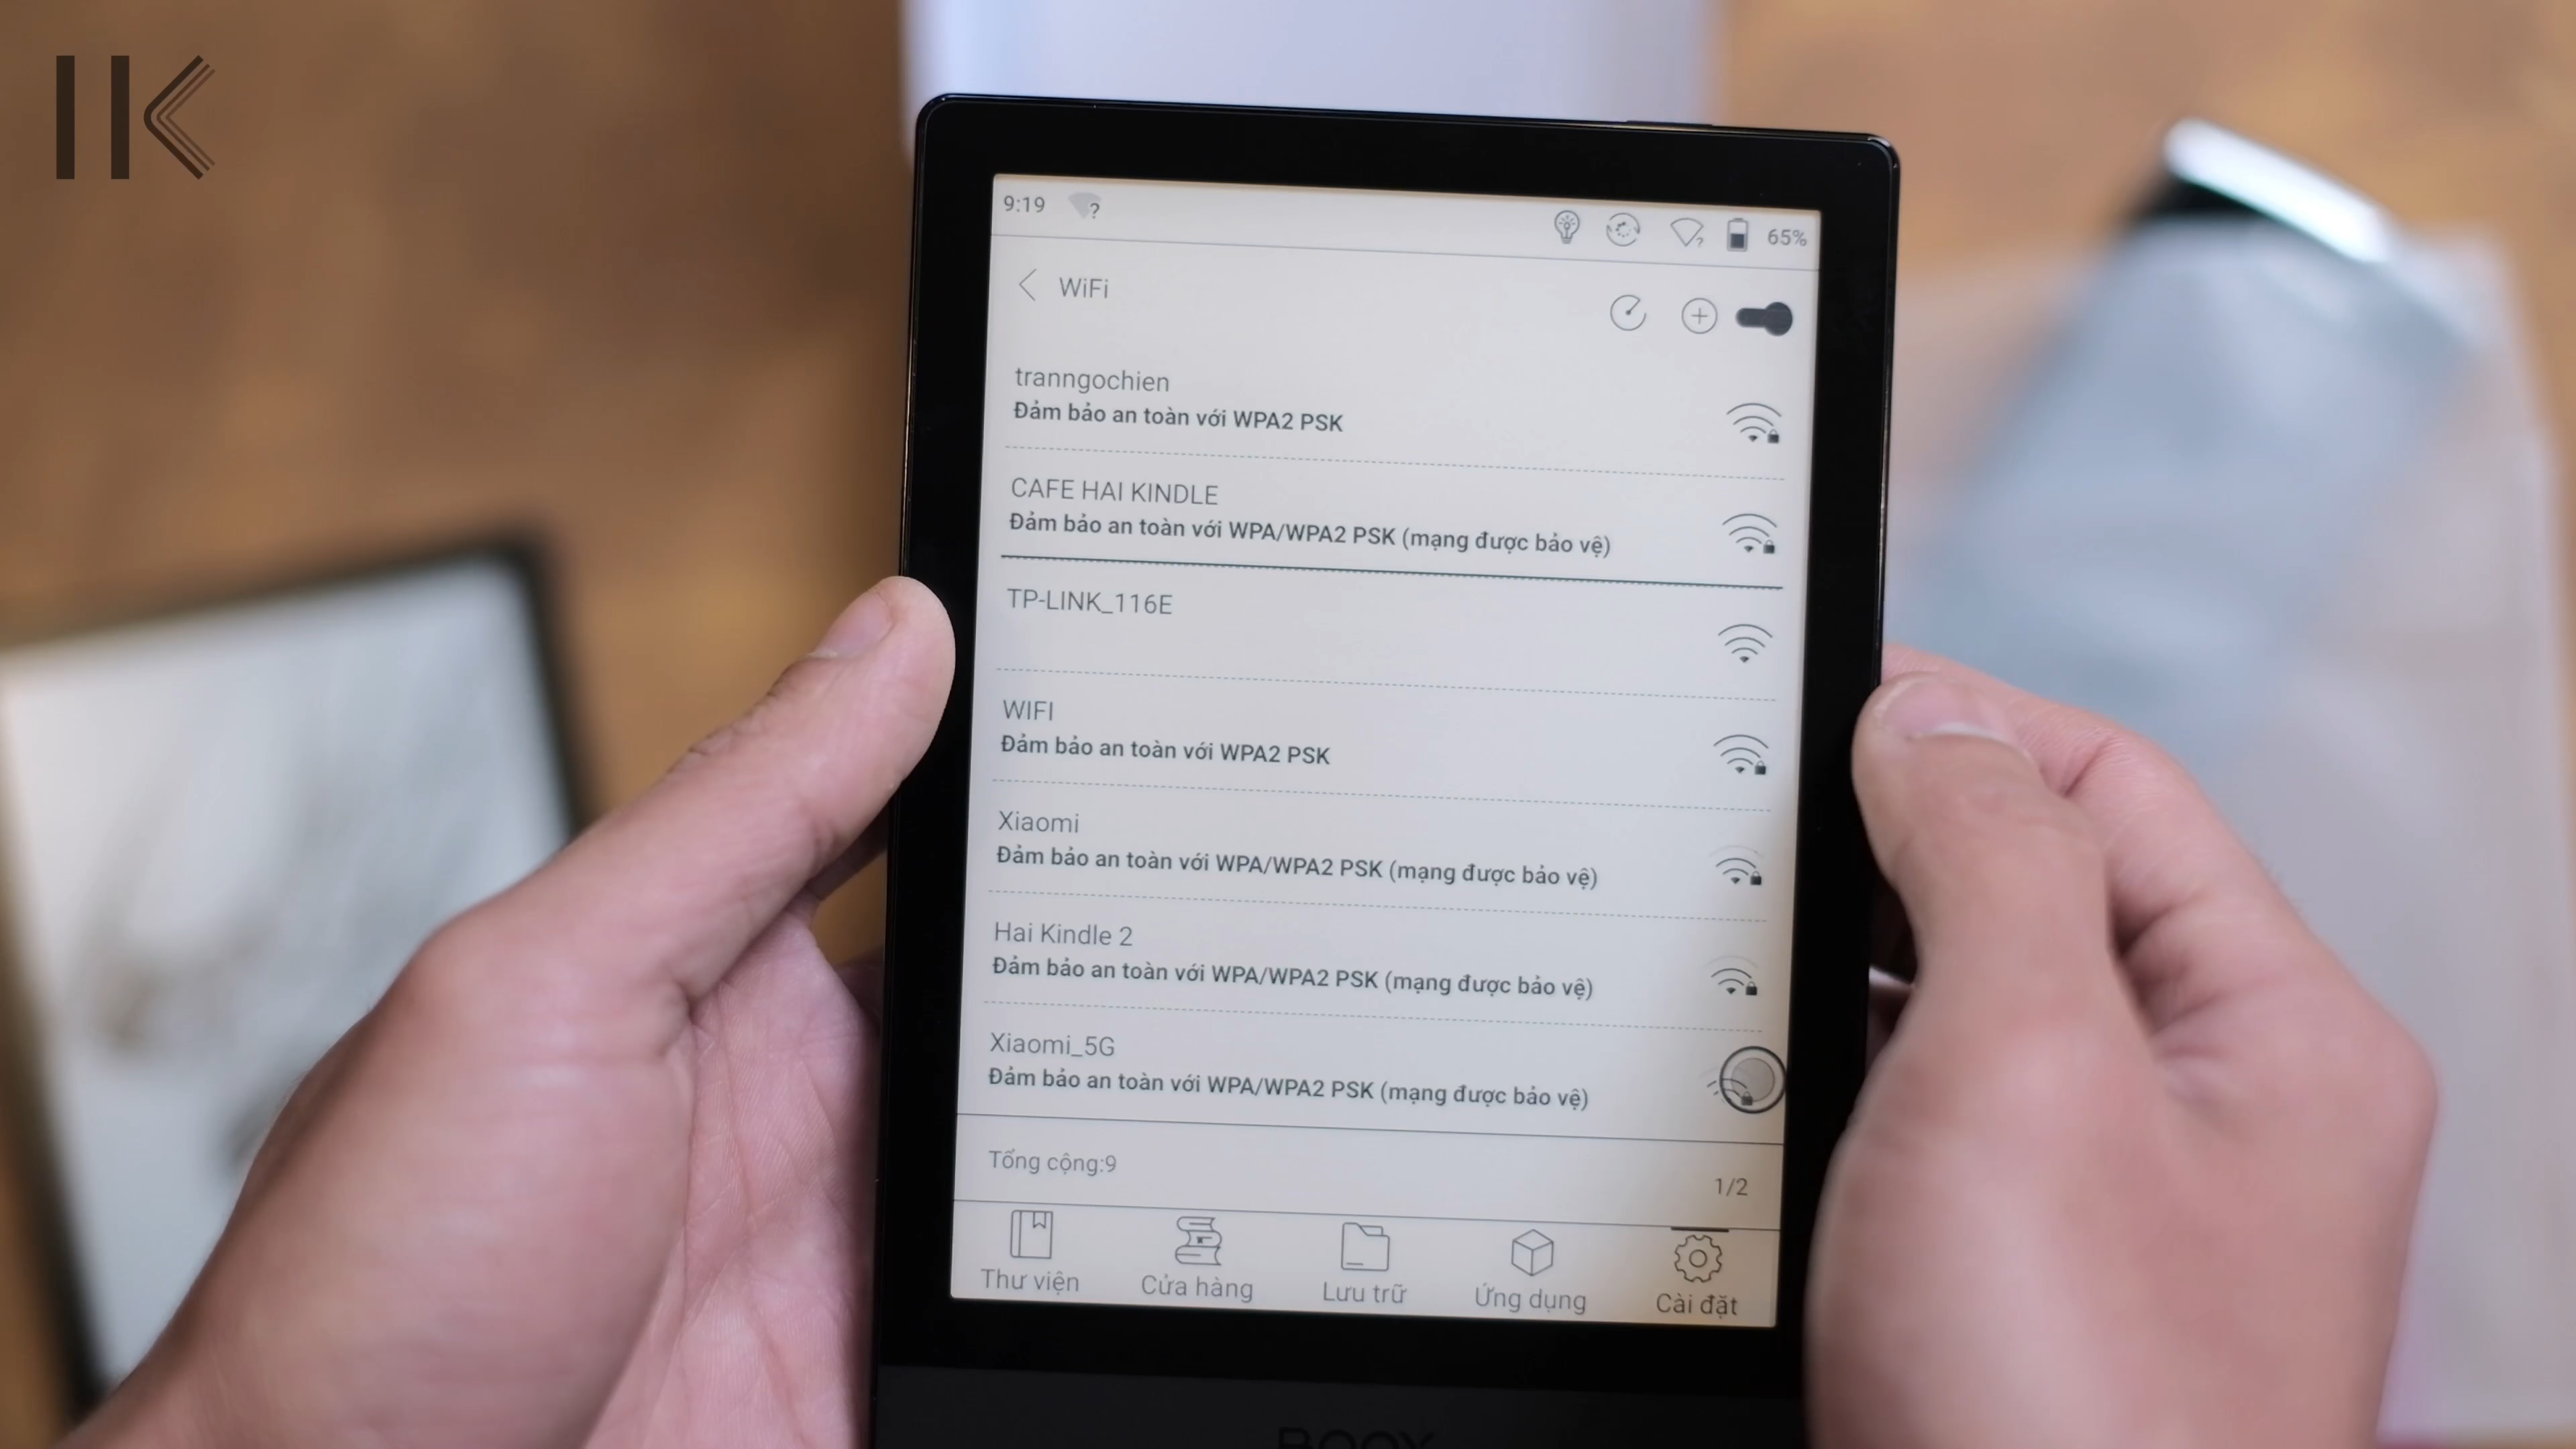 9:19
65%
WiFi
tranngochien
Đảm bảo an toàn với WPA2 PSK
CAFE HAI KINDLE
Đảm bảo an toàn với WPA/WPA2 PSK (mạng được bảo vệ)
TP-LINK_116E
WIFI
Đảm bảo an toàn với WPA2 PSK
Xiaomi
Đảm bảo an toàn với WPA/WPA2 PSK (mạng được bảo vệ)
Hai Kindle 2
Đảm bảo an toàn với WPA/WPA2 PSK (mạng được bảo vệ)
Xiaomi_5G
Đảm bảo an toàn với WPA/WPA2 PSK (mạng được bảo vệ)
Tổng cộng:9
1/2
Thư viện
Cửa hàng
Lưu trữ
Ứng dụng
Cài đặt
BOOX